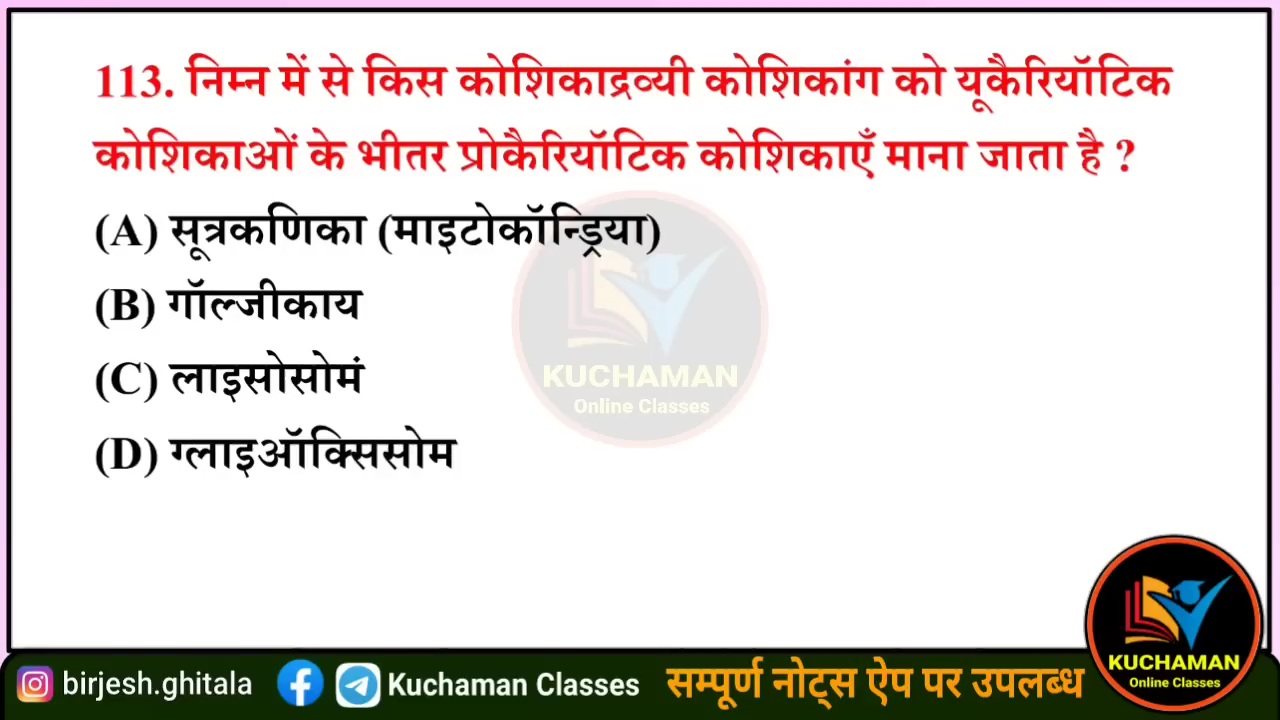 113. निम्न में से किस कोशिकाद्रव्यी कोशिकांग को यूकैरियॉटिक
कोशिकाओं के भीतर प्रोकैरियॉटिक कोशिकाएँ माना जाता है ?
(A) सूत्रकणिका (माइटोकॉन्ड्रिया)
(B) गॉल्जीकाय
(C) लाइसोसोमं
(D) ग्लाइऑक्सिसोम
KUCHAMAN
Online Classes
birjesh.ghitala
Kuchaman Classes
सम्पूर्ण नोट्स ऐप पर उपलब्ध
KUCHAMAN
Online Classes